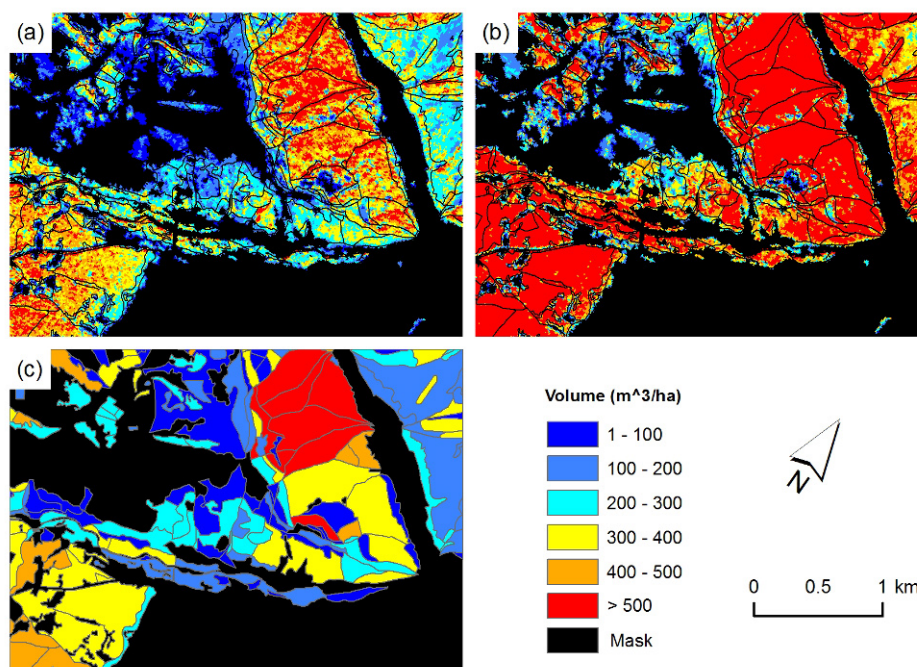 (a)
(b)
(c)
Volume (m^3/ha)
1 - 100
100 - 200
200 - 300
300 - 400
400 - 500
> 500
Mask
N
0 0.5 1 km